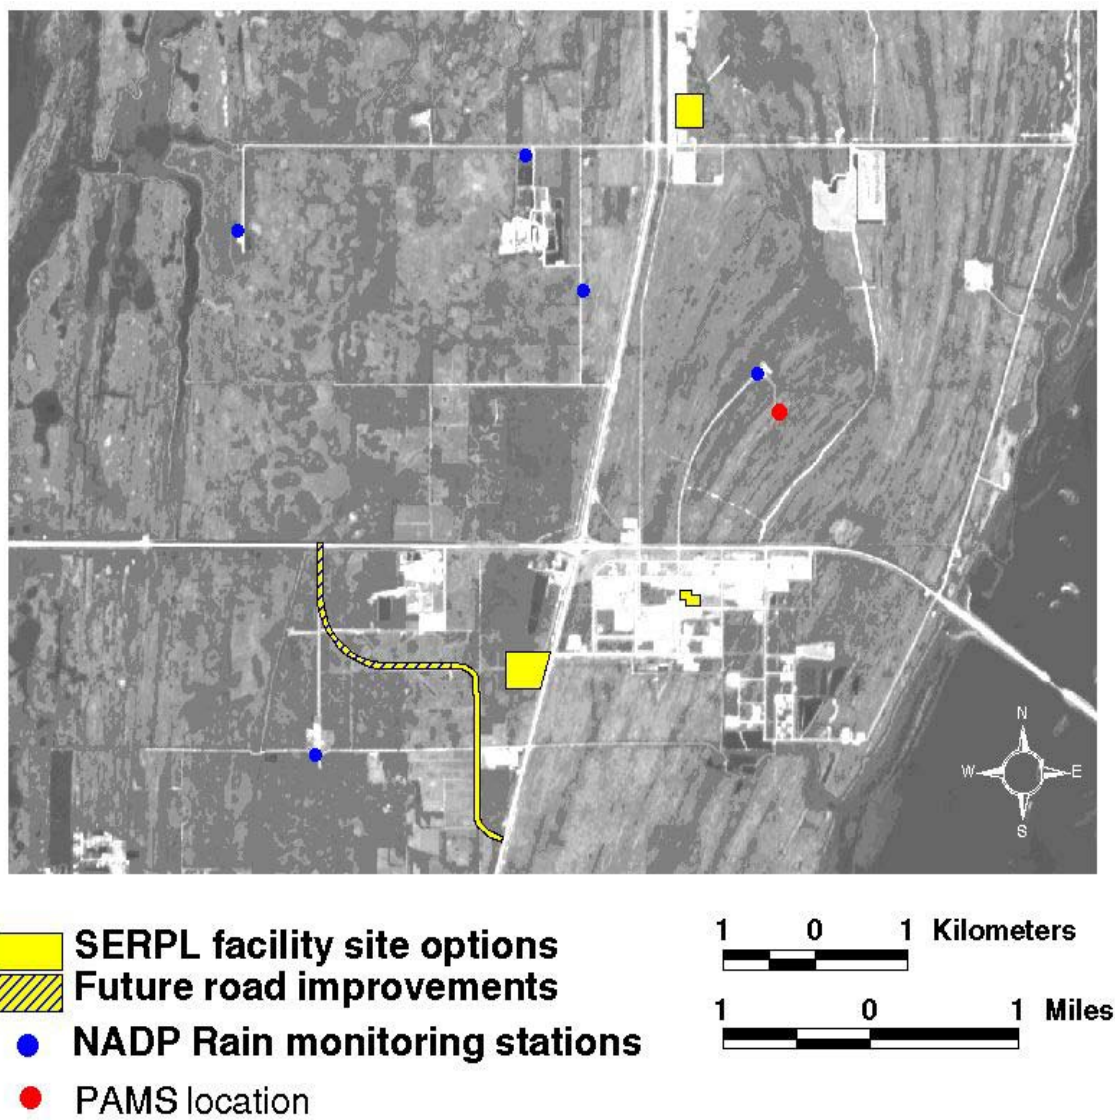 N
W E
S
SERPL facility site options
Future road improvements
NADP Rain monitoring stations
PAMS location
1 0 1 Kilometers
1 0 1 Miles